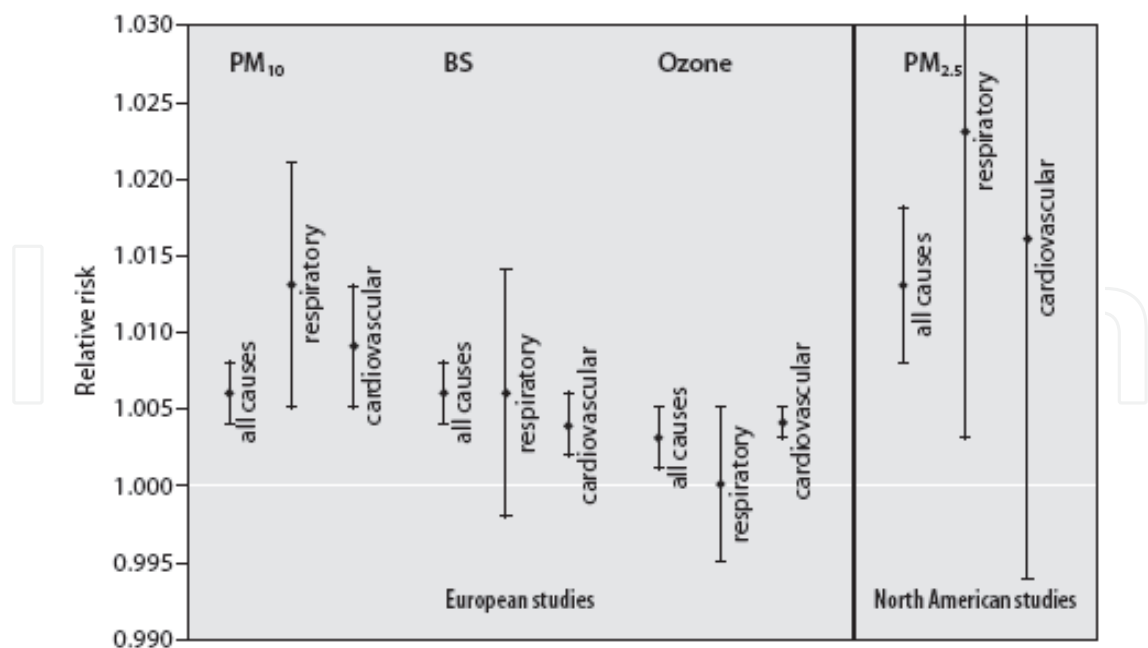 1.030
1.025
1.020
1.015
1.010
1.005
1.000
0.995
0.990
Relative risk
PM₁₀
all causes
respiratory
cardiovascular
BS
all causes
respiratory
cardiovascular
Ozone
all causes
respiratory
cardiovascular
European studies
PM₂.₅
all causes
respiratory
cardiovascular
North American studies